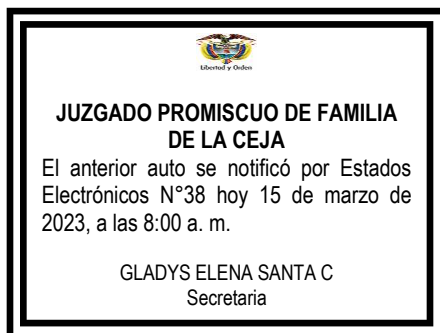 Libertad y Orden
JUZGADO PROMISCUO DE FAMILIA
DE LA CEJA
El anterior auto se notificó por Estados
Electrónicos N°38 hoy 15 de marzo de
2023, a las 8:00 a. m.
GLADYS ELENA SANTA C
Secretaria